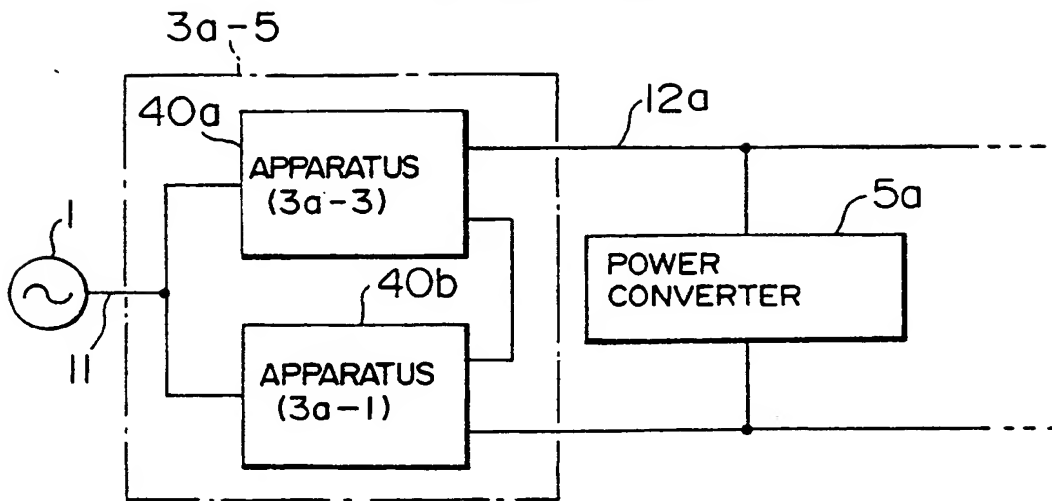 3a-5
40a
12a
APPARATUS
(3a-3)
5a
1
POWER
CONVERTER
40b
11
APPARATUS
(3a-1)